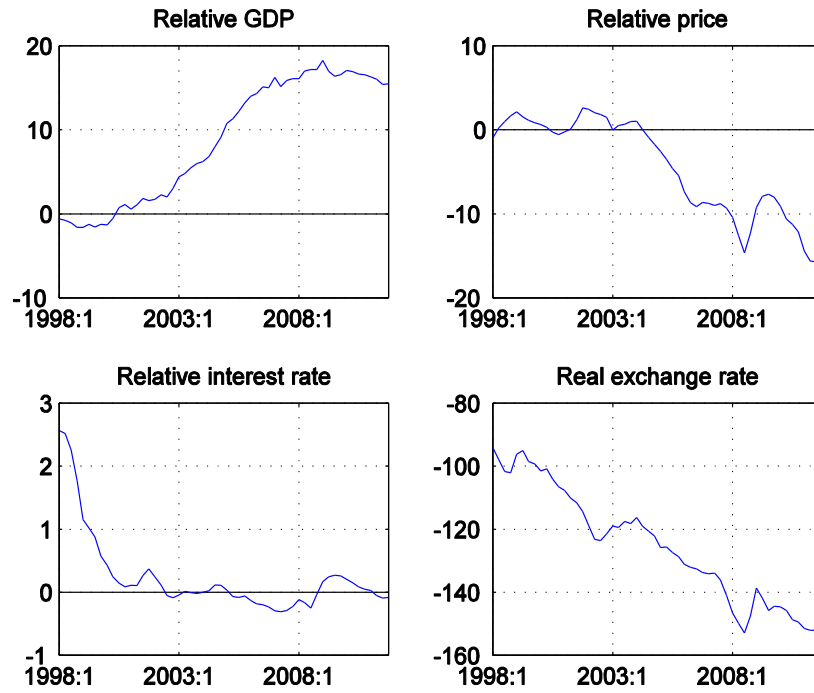 Relative GDP
20
10
0
-10
1998:1 2003:1 2008:1
Relative price
10
0
-10
-20
1998:1 2003:1 2008:1
Relative interest rate
3
2
1
0
-1
1998:1 2003:1 2008:1
Real exchange rate
-80
-100
-120
-140
-160
1998:1 2003:1 2008:1